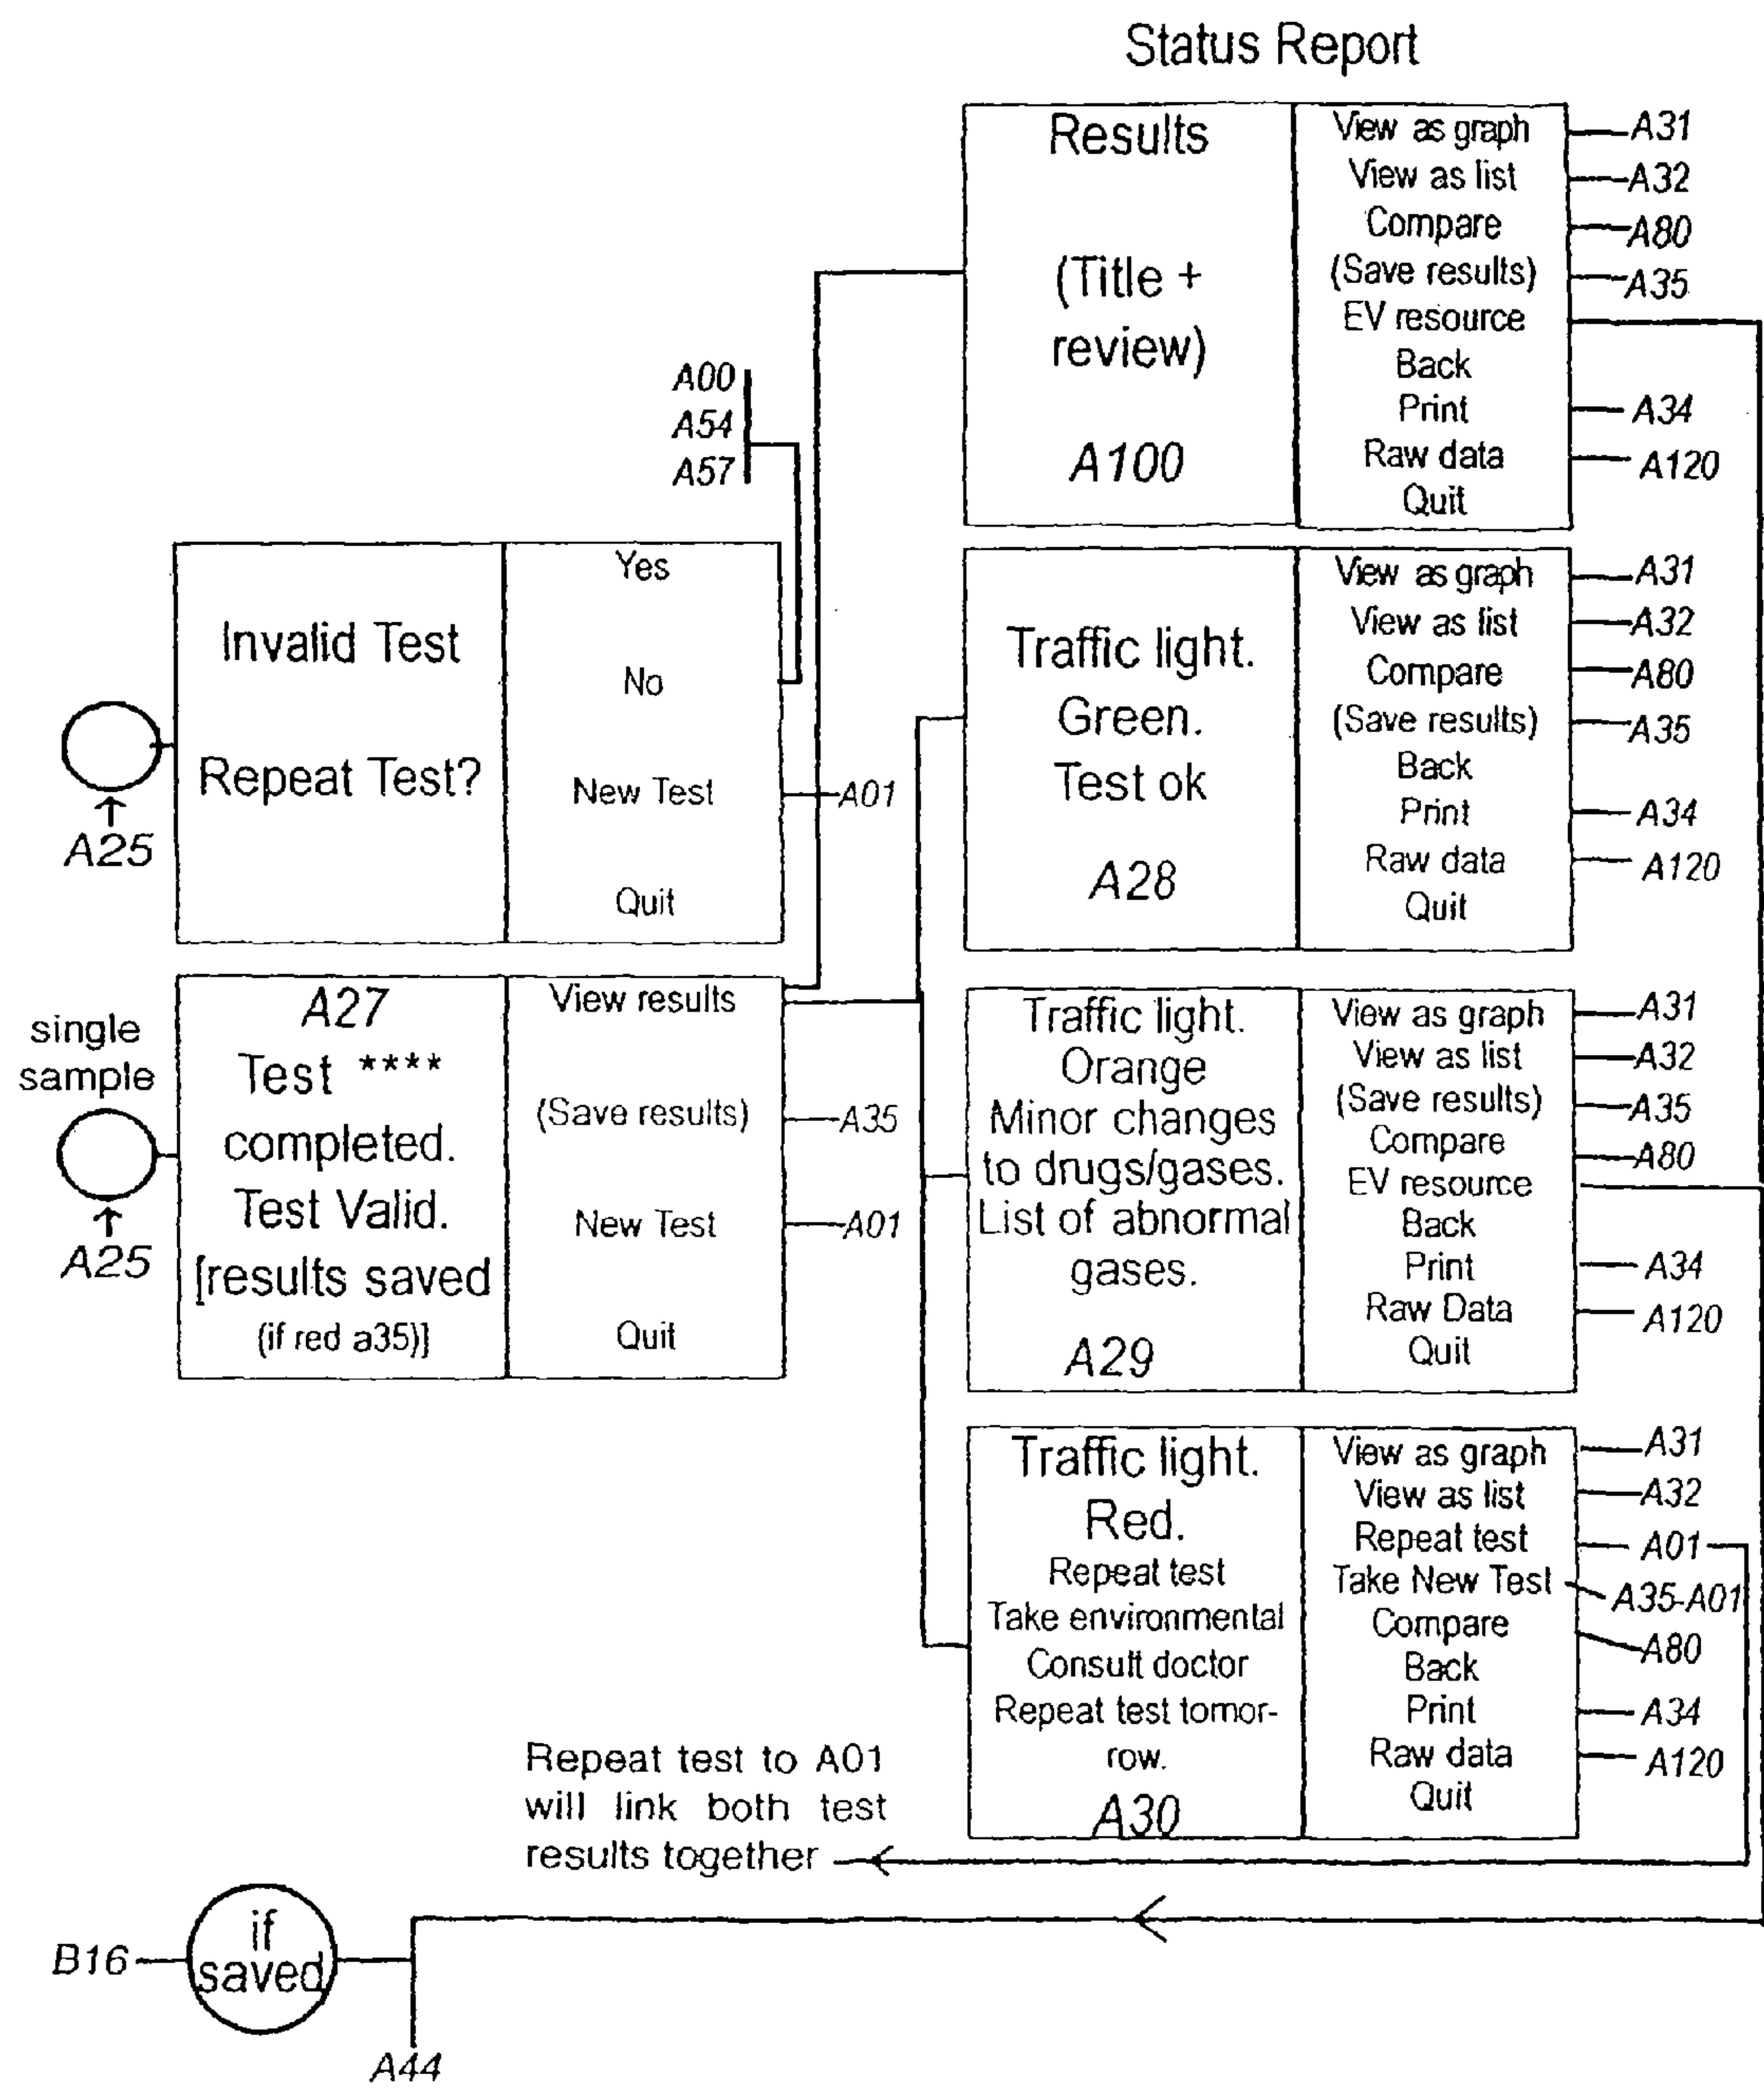 Status Report
Results
(Title +
review)
A100
View as graph
A31
View as list
A32
Compare
A80
(Save results)
A35
EV resource
Back
Print
A34
Raw data
A120
Quit
A00
A54
A57
Invalid Test
Repeat Test?
Yes
No
New Test
A01
Quit
A25
Traffic light.
Green.
Test ok
A28
View as graph
A31
View as list
A32
Compare
A80
(Save results)
A35
Back
Print
A34
Raw data
A120
Quit
single
sample
A25
A27
Test ****
completed.
Test Valid.
[results saved
(if red a35)]
View results
(Save results)
A35
New Test
A01
Quit
Traffic light.
Orange
Minor changes
to drugs/gases.
List of abnormal
gases.
A29
View as graph
A31
View as list
A32
(Save results)
A35
Compare
A80
EV resource
Back
Print
A34
Raw Data
A120
Quit
Traffic light.
Red.
Repeat test
Take environmental
Consult doctor
Repeat test tomor-
row.
A30
View as graph
A31
View as list
A32
Repeat test
A01
Take New Test
A35-A01
Compare
A80
Back
Print
A34
Raw data
A120
Quit
Repeat test to A01
will link both test
results together
if
saved
B16
A44